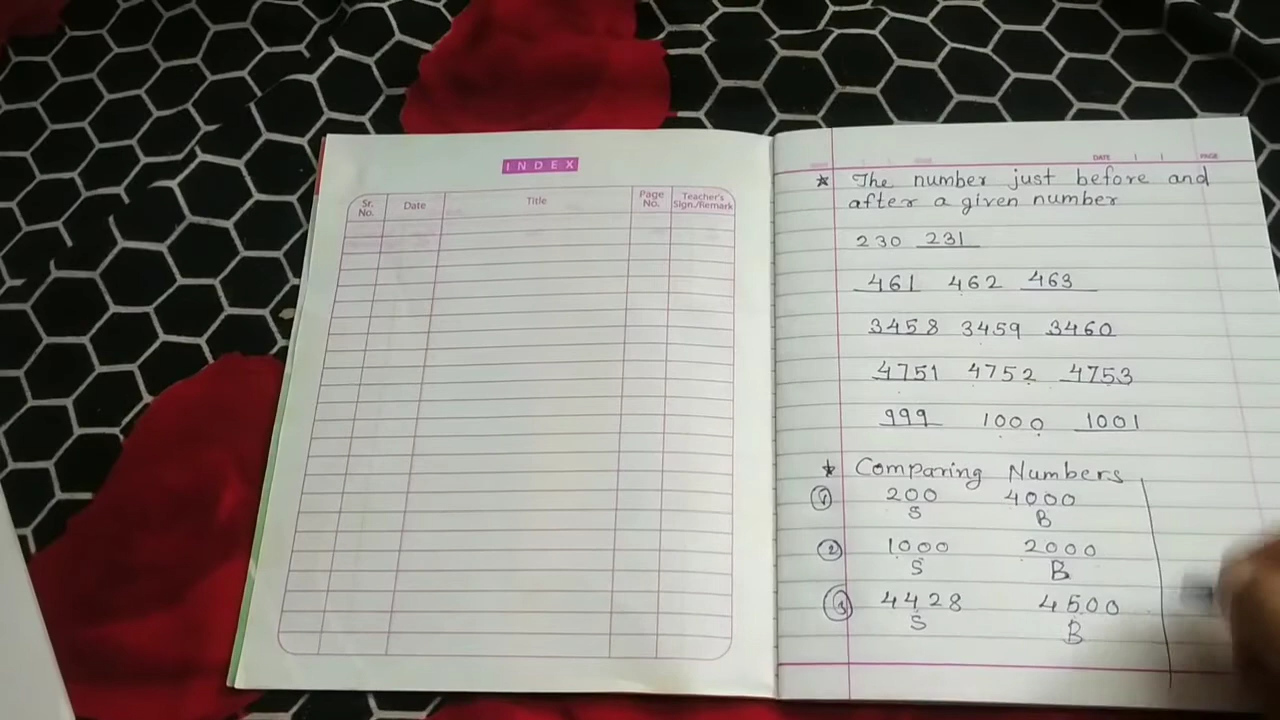 INDEX
Sr. No.
Date
Title
Page No.
Teacher's Sign./Remark
DATE
PAGE
* The number just before and
after a given number
230 231
461 462 463
3458 3459 3460
4751 4752 4753
999 1000 1001
* Comparing Numbers
① 200 4000
S B
② 1000 2000
S B
③ 4428 4500
S B